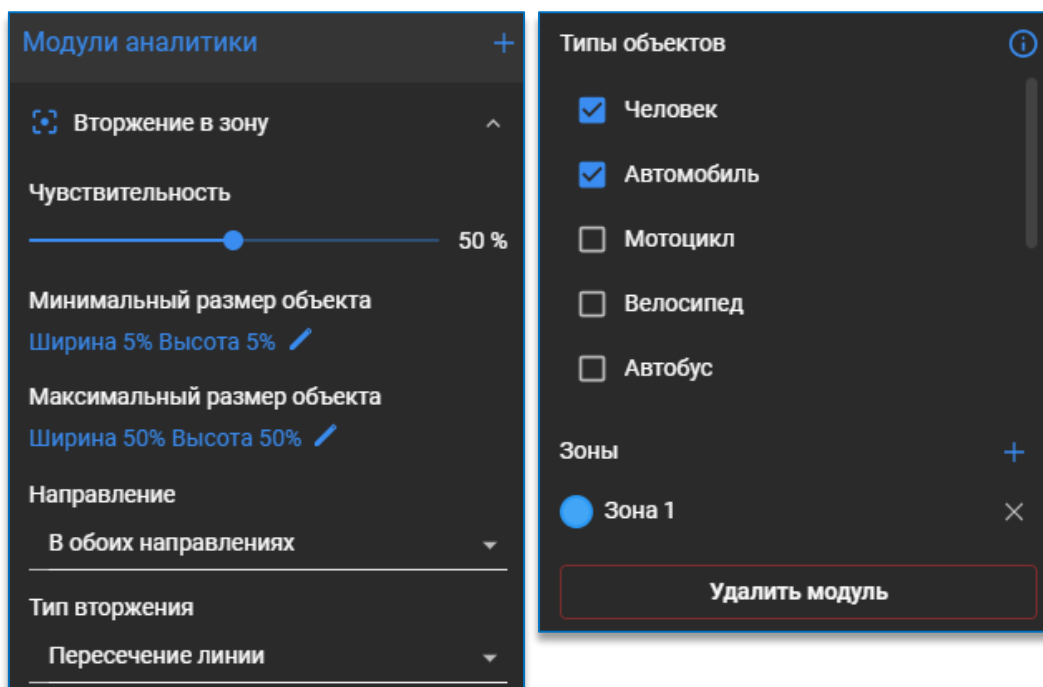 Модули аналитики
Вторжение в зону
Чувствительность
50 %
Минимальный размер объекта
Ширина 5% Высота 5%
Максимальный размер объекта
Ширина 50% Высота 50%
Направление
В обоих направлениях
Тип вторжения
Пересечение линии
Типы объектов
Человек
Автомобиль
Мотоцикл
Велосипед
Автобус
Зоны
Зона 1
Удалить модуль